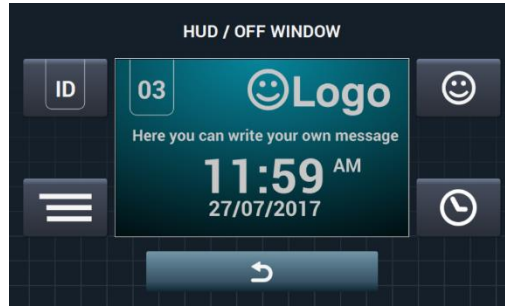 HUD / OFF WINDOW
ID
03
Logo
Here you can write your own message
11:59 AM
27/07/2017